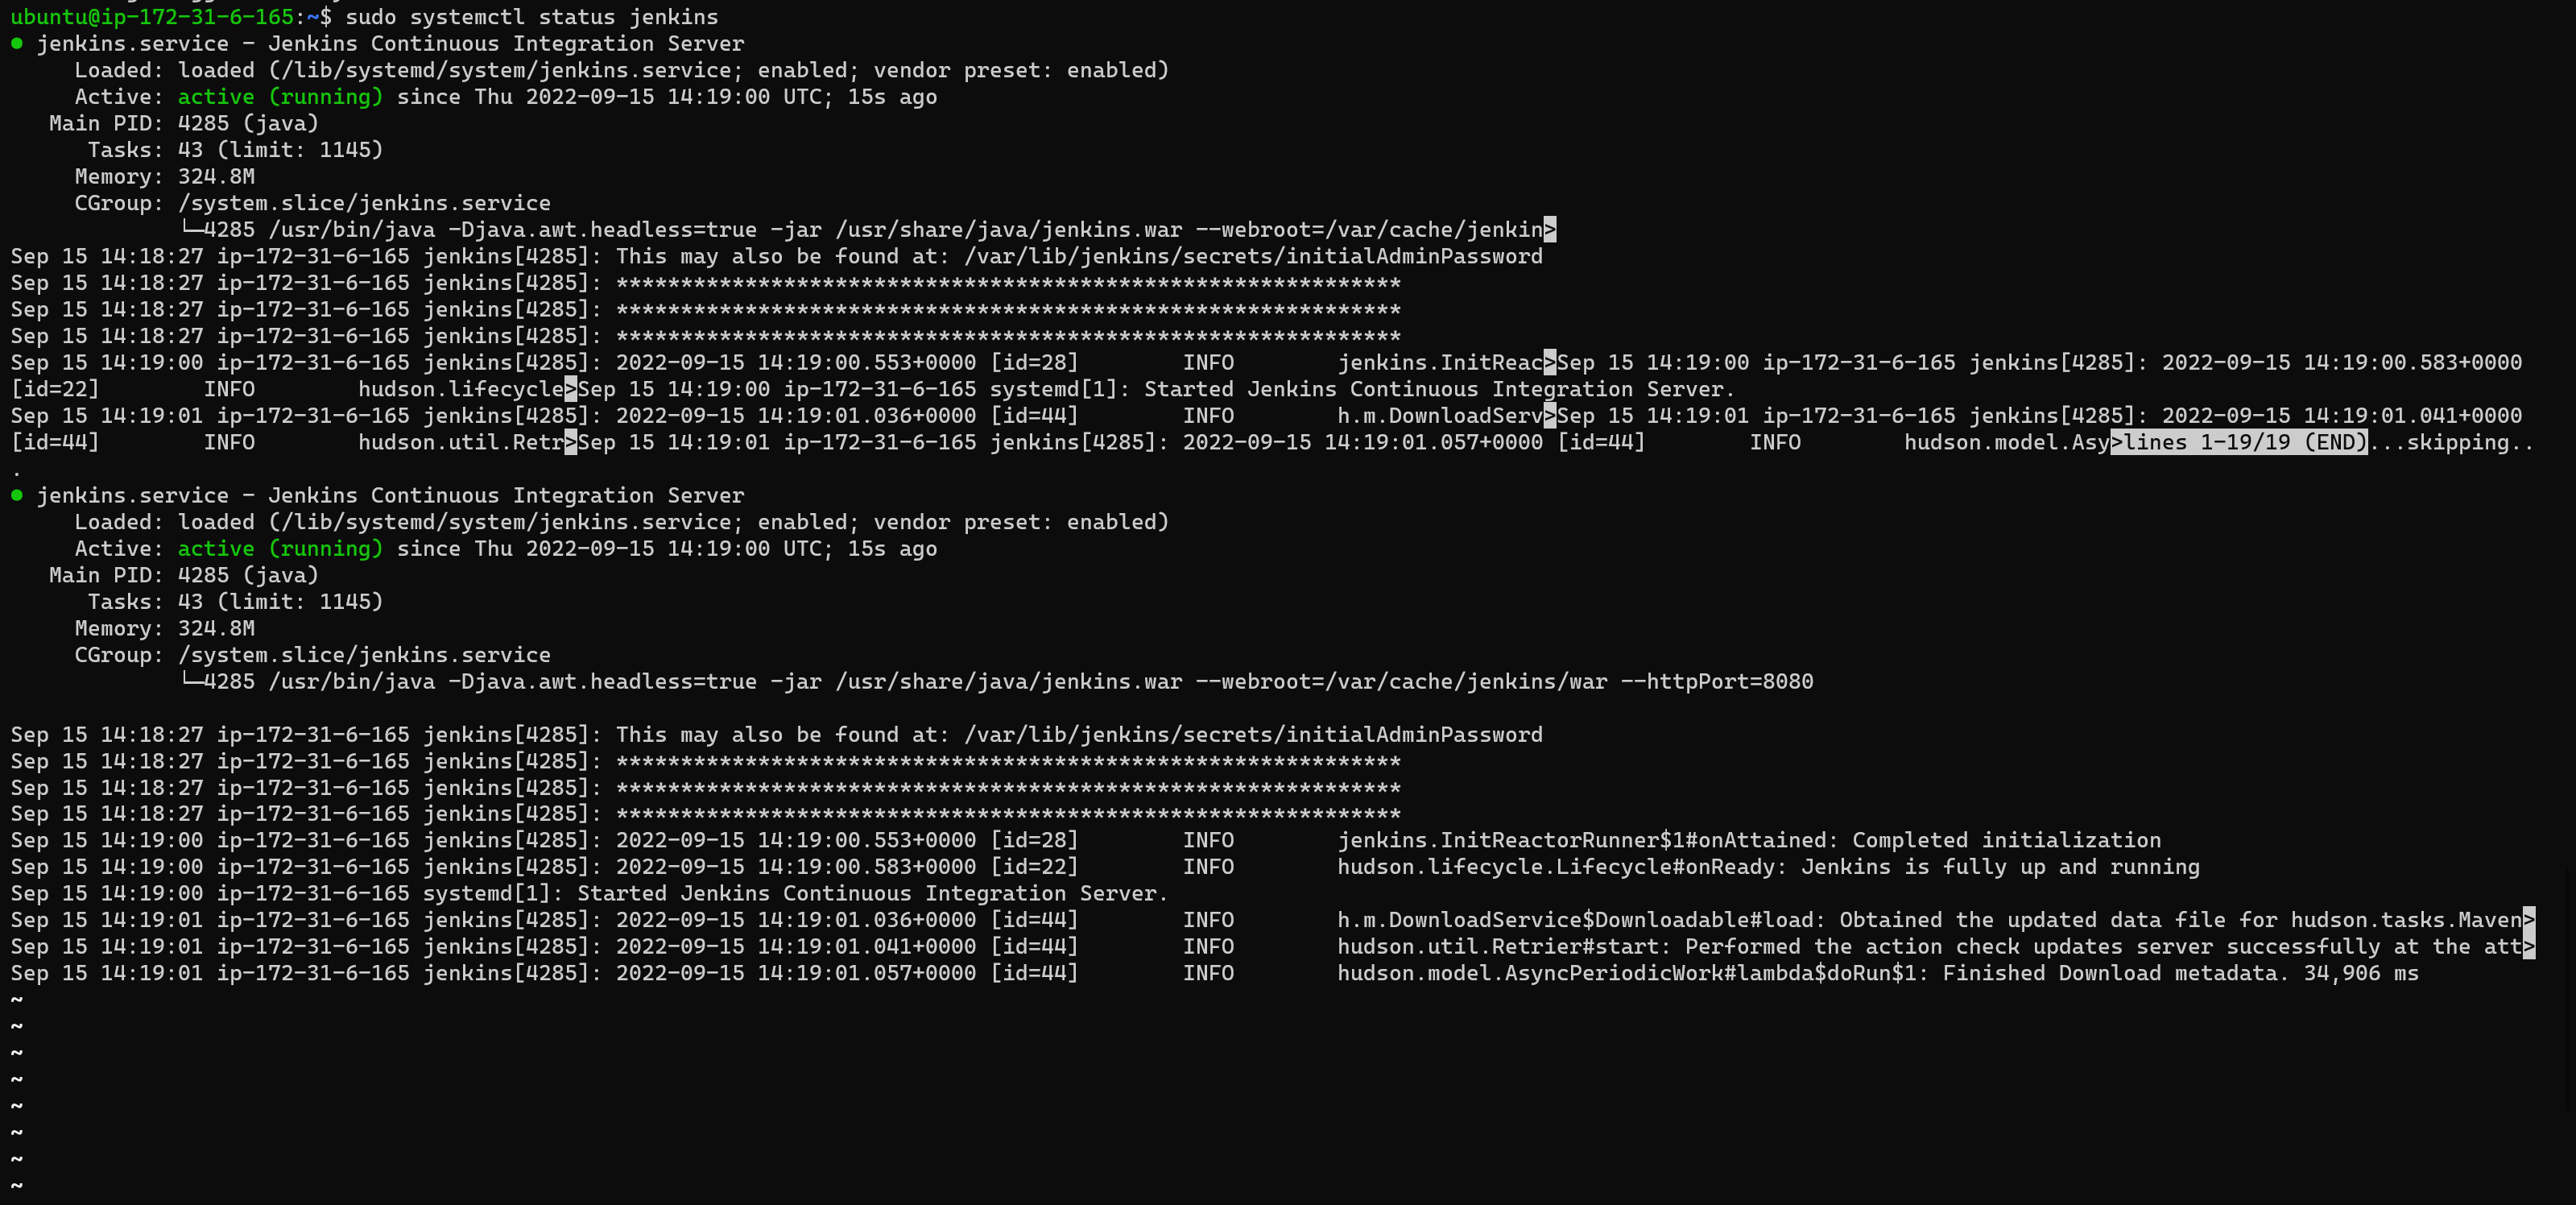 ubuntu@ip-172-31-6-165:~$ sudo systemctl status jenkins
● jenkins.service - Jenkins Continuous Integration Server
     Loaded: loaded (/lib/systemd/system/jenkins.service; enabled; vendor preset: enabled)
     Active: active (running) since Thu 2022-09-15 14:19:00 UTC; 15s ago
   Main PID: 4285 (java)
      Tasks: 43 (limit: 1145)
     Memory: 324.8M
     CGroup: /system.slice/jenkins.service
             └─4285 /usr/bin/java -Djava.awt.headless=true -jar /usr/share/java/jenkins.war --webroot=/var/cache/jenkin>
Sep 15 14:18:27 ip-172-31-6-165 jenkins[4285]: This may also be found at: /var/lib/jenkins/secrets/initialAdminPassword
Sep 15 14:18:27 ip-172-31-6-165 jenkins[4285]: *************************************************************
Sep 15 14:18:27 ip-172-31-6-165 jenkins[4285]: *************************************************************
Sep 15 14:18:27 ip-172-31-6-165 jenkins[4285]: *************************************************************
Sep 15 14:19:00 ip-172-31-6-165 jenkins[4285]: 2022-09-15 14:19:00.553+0000 [id=28]        INFO        jenkins.InitReac>Sep 15 14:19:00 ip-172-31-6-165 jenkins[4285]: 2022-09-15 14:19:00.583+0000
[id=22]        INFO        hudson.lifecycle>Sep 15 14:19:00 ip-172-31-6-165 systemd[1]: Started Jenkins Continuous Integration Server.
Sep 15 14:19:01 ip-172-31-6-165 jenkins[4285]: 2022-09-15 14:19:01.036+0000 [id=44]        INFO        h.m.DownloadServ>Sep 15 14:19:01 ip-172-31-6-165 jenkins[4285]: 2022-09-15 14:19:01.041+0000
[id=44]        INFO        hudson.util.Retr>Sep 15 14:19:01 ip-172-31-6-165 jenkins[4285]: 2022-09-15 14:19:01.057+0000 [id=44]        INFO        hudson.model.Asy>lines 1-19/19 (END)...skipping..
.
● jenkins.service - Jenkins Continuous Integration Server
     Loaded: loaded (/lib/systemd/system/jenkins.service; enabled; vendor preset: enabled)
     Active: active (running) since Thu 2022-09-15 14:19:00 UTC; 15s ago
   Main PID: 4285 (java)
      Tasks: 43 (limit: 1145)
     Memory: 324.8M
     CGroup: /system.slice/jenkins.service
             └─4285 /usr/bin/java -Djava.awt.headless=true -jar /usr/share/java/jenkins.war --webroot=/var/cache/jenkins/war --httpPort=8080

Sep 15 14:18:27 ip-172-31-6-165 jenkins[4285]: This may also be found at: /var/lib/jenkins/secrets/initialAdminPassword
Sep 15 14:18:27 ip-172-31-6-165 jenkins[4285]: *************************************************************
Sep 15 14:18:27 ip-172-31-6-165 jenkins[4285]: *************************************************************
Sep 15 14:18:27 ip-172-31-6-165 jenkins[4285]: *************************************************************
Sep 15 14:19:00 ip-172-31-6-165 jenkins[4285]: 2022-09-15 14:19:00.553+0000 [id=28]        INFO        jenkins.InitReactorRunner$1#onAttained: Completed initialization
Sep 15 14:19:00 ip-172-31-6-165 jenkins[4285]: 2022-09-15 14:19:00.583+0000 [id=22]        INFO        hudson.lifecycle.Lifecycle#onReady: Jenkins is fully up and running
Sep 15 14:19:00 ip-172-31-6-165 systemd[1]: Started Jenkins Continuous Integration Server.
Sep 15 14:19:01 ip-172-31-6-165 jenkins[4285]: 2022-09-15 14:19:01.036+0000 [id=44]        INFO        h.m.DownloadService$Downloadable#load: Obtained the updated data file for hudson.tasks.Maven>
Sep 15 14:19:01 ip-172-31-6-165 jenkins[4285]: 2022-09-15 14:19:01.041+0000 [id=44]        INFO        hudson.util.Retrier#start: Performed the action check updates server successfully at the att>
Sep 15 14:19:01 ip-172-31-6-165 jenkins[4285]: 2022-09-15 14:19:01.057+0000 [id=44]        INFO        hudson.model.AsyncPeriodicWork#lambda$doRun$1: Finished Download metadata. 34,906 ms
~
~
~
~
~
~
~
~